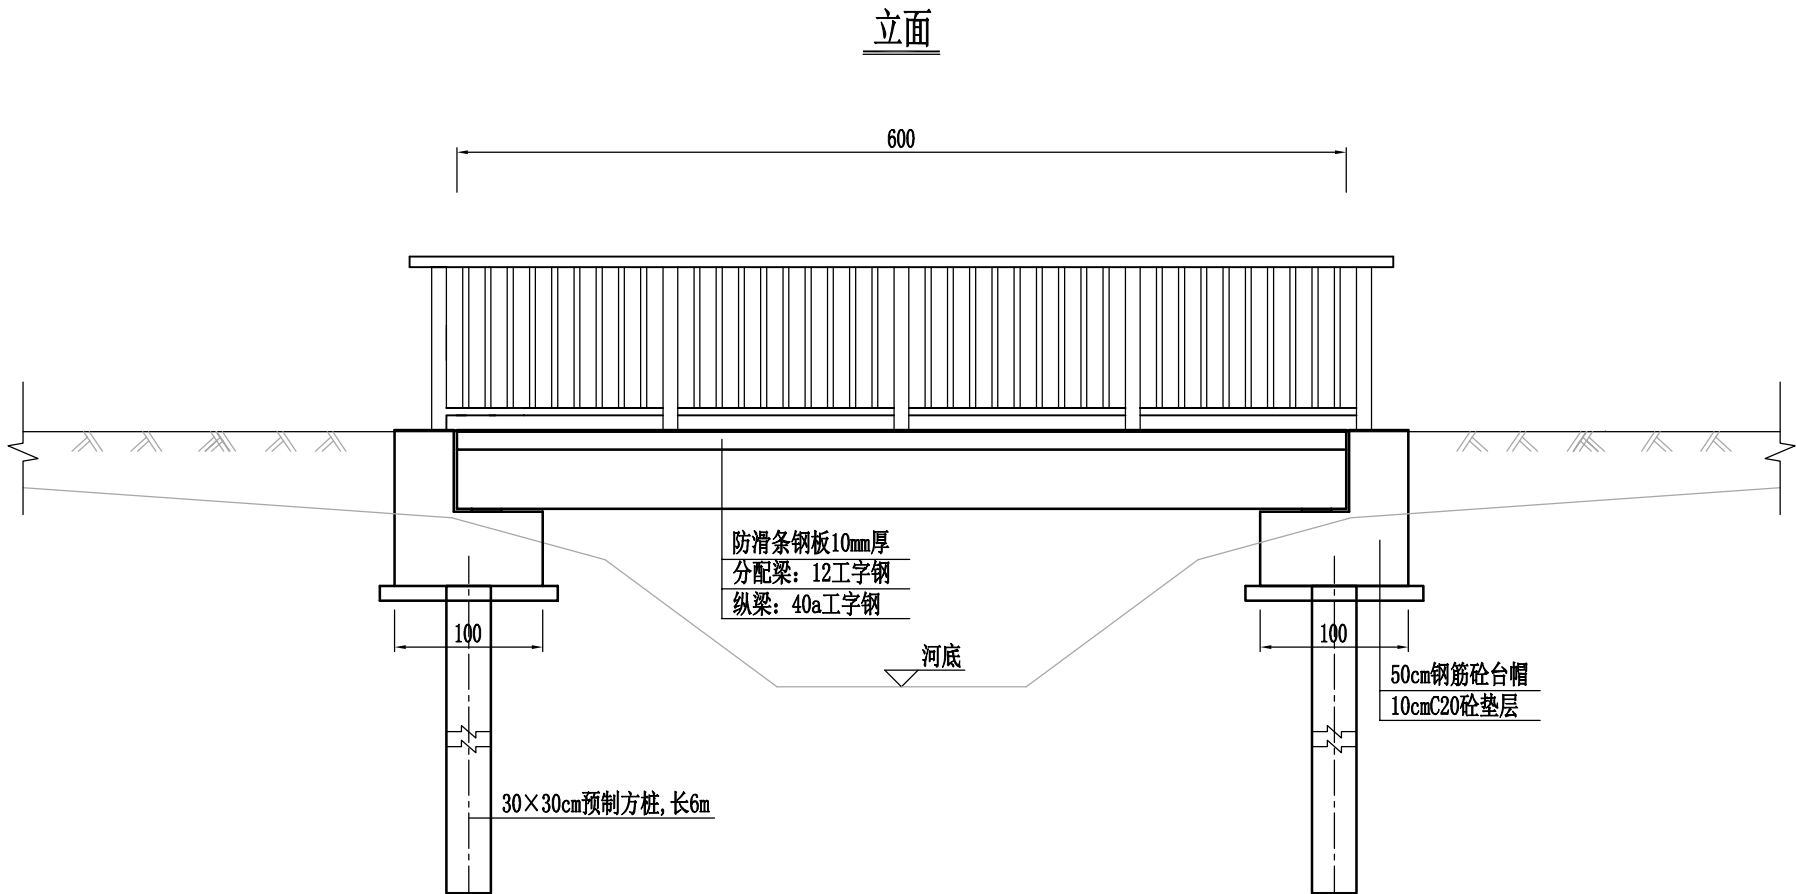 立面
600
防滑条钢板10mm厚
分配梁：12工字钢
纵梁：40a工字钢
100
100
河底
50cm钢筋砼台帽
10cmC20砼垫层
30×30cm预制方桩,长6m